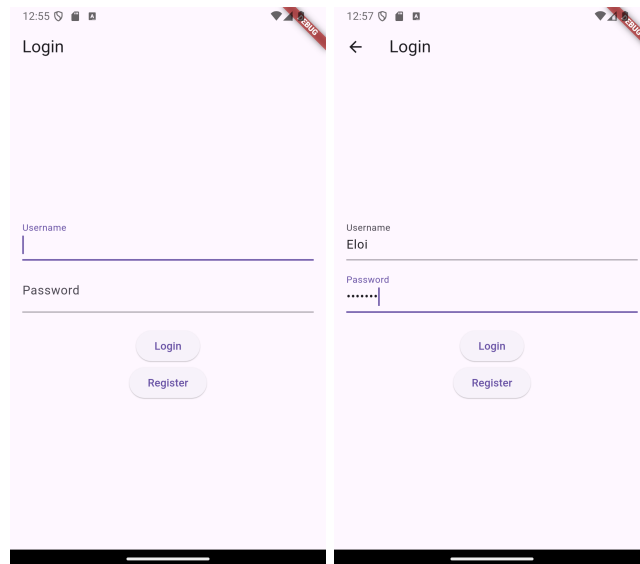 12:55
Login
Username
Password
Login
Register
12:57
Login
Username
Eloi
Password
•••••••
Login
Register